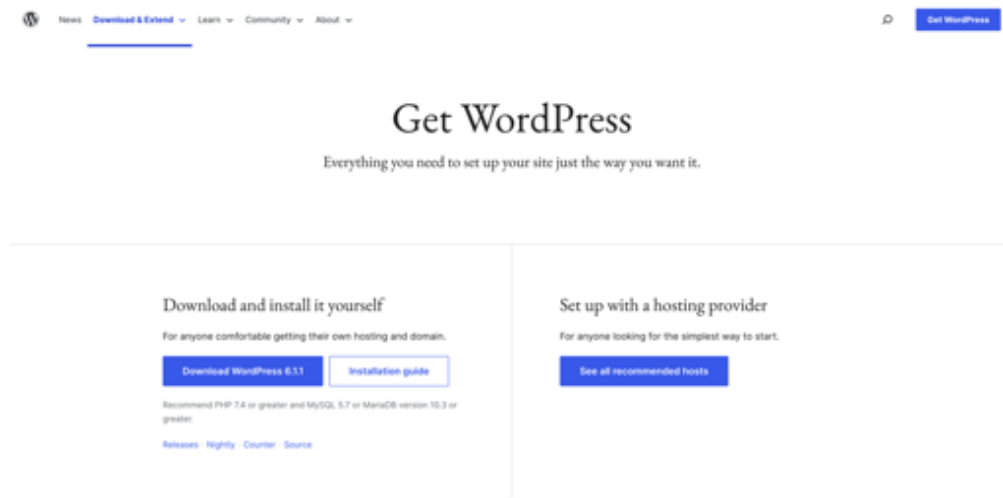 News Download & Extend Learn Community About Get WordPress
Get WordPress
Everything you need to set up your site just the way you want it.
Download and install it yourself
For anyone comfortable getting their own hosting and domain.
Download WordPress 6.1.1 Installation guide
Recommend PHP 7.4 or greater and MySQL 5.7 or MariaDB version 10.3 or
greater.
Releases · Nightly · Counter · Source
Set up with a hosting provider
For anyone looking for the simplest way to start.
See all recommended hosts